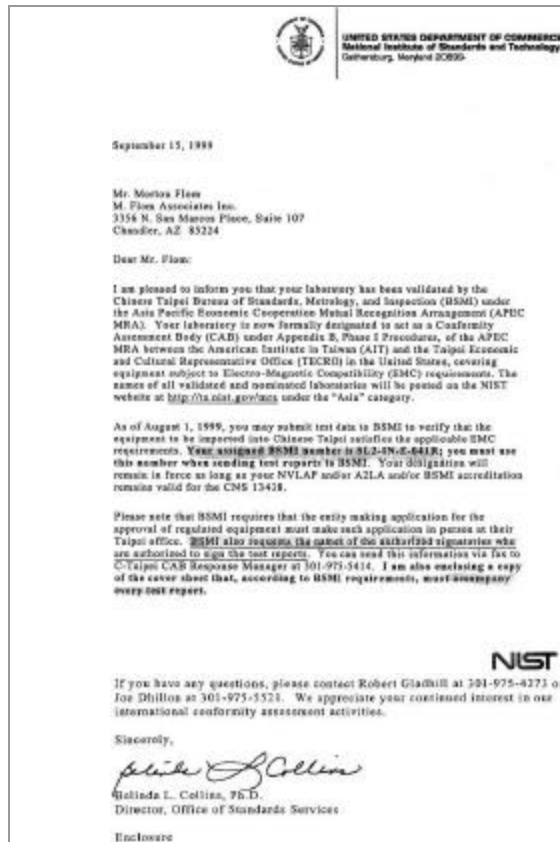 UNITED STATES DEPARTMENT OF COMMERCE
National Institute of Standards and Technology
Gaithersburg, Maryland 20899-
September 15, 1999
Mr. Morton Flom
M. Flom Associates Inc.
3356 N. San Marcos Place, Suite 107
Chandler, AZ 85224
Dear Mr. Flom:
I am pleased to inform you that your laboratory has been validated by the
Chinese Taipei Bureau of Standards, Metrology, and Inspection (BSMI) under
the Asia Pacific Economic Cooperation Mutual Recognition Arrangement (APEC
MRA). Your laboratory is now formally designated to act as a Conformity
Assessment Body (CAB) under Appendix B, Phase I Procedures, of the APEC
MRA between the American Institute in Taiwan (AIT) and the Taipei Economic
and Cultural Representative Office (TECRO) in the United States, covering
equipment subject to Electro-Magnetic Compatibility (EMC) requirements. The
names of all validated and nominated laboratories will be posted on the NIST
website at http://ts.nist.gov/mra under the "Asia" category.
As of August 1, 1999, you may submit test data to BSMI to verify that the
equipment to be imported into Chinese Taipei satisfies the applicable EMC
requirements. Your assigned BSMI number is SL2-IN-E-041R; you must use
this number when sending test reports to BSMI. Your designation will
remain in force as long as your NVLAP and/or A2LA and/or BSMI accreditation
remains valid for the CNS 13438.
Please note that BSMI requires that the entity making application for the
approval of regulated equipment must make such application in person at their
Taipei office. BSMI also requests the names of the authorized signatories who
are authorized to sign the test reports. You can send this information via fax to
C-Taipei CAB Response Manager at 301-975-5414. I am also enclosing a copy
of the cover sheet that, according to BSMI requirements, must accompany
every test report.
NIST
If you have any questions, please contact Robert Gladhill at 301-975-4273 o
Joe Dhillon at 301-975-5521. We appreciate your continued interest in our
international conformity assessment activities.
Sincerely,
Belinda L Collins
Belinda L. Collins, Ph.D.
Director, Office of Standards Services
Enclosure